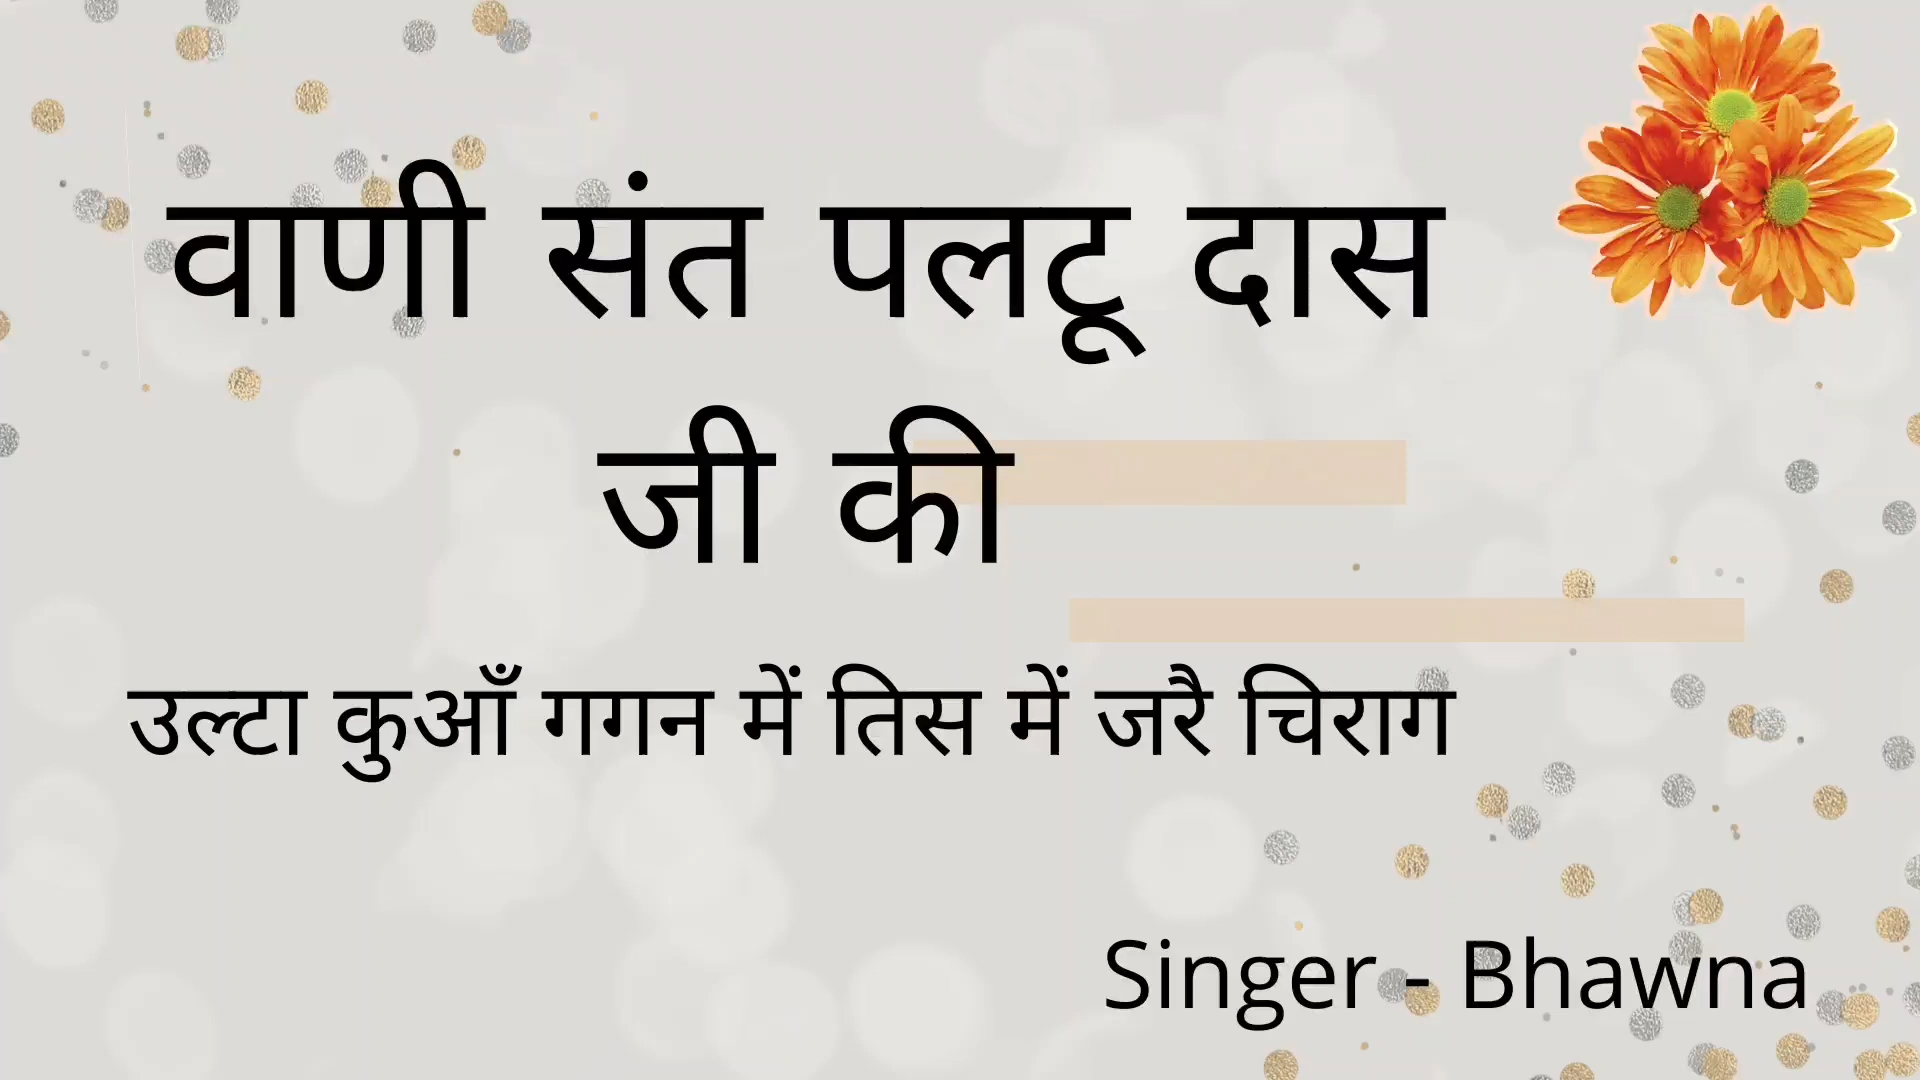 वाणी संत पलटू दास
जी की
उल्टा कुआँ गगन में तिस में जरै चिराग
Singer - Bhawna